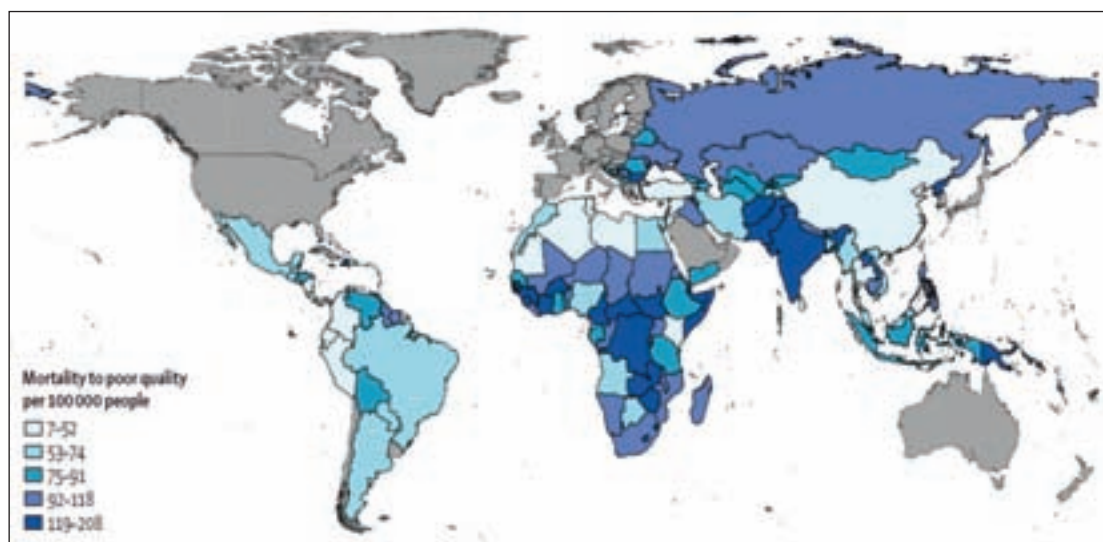 Mortality to poor quality
per 100 000 people
7–52
53–74
75–91
92–118
119–208